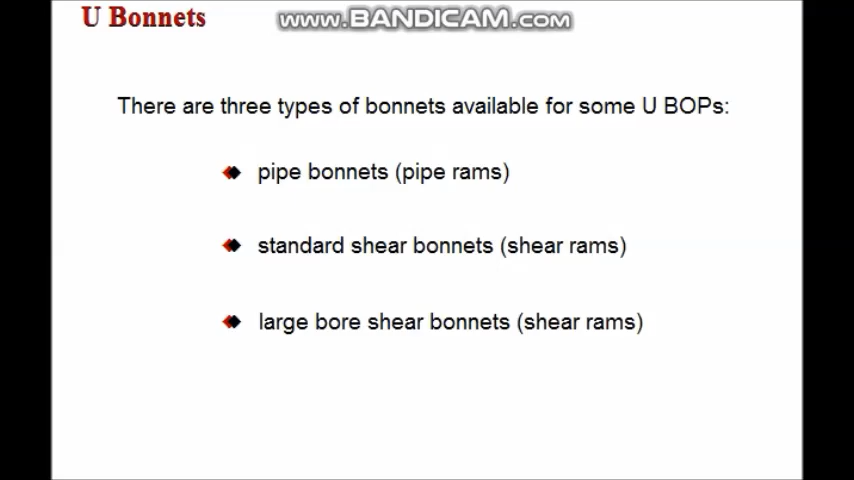 U Bonnets
www.BANDICAM.com
There are three types of bonnets available for some U BOPs:
pipe bonnets (pipe rams)
standard shear bonnets (shear rams)
large bore shear bonnets (shear rams)